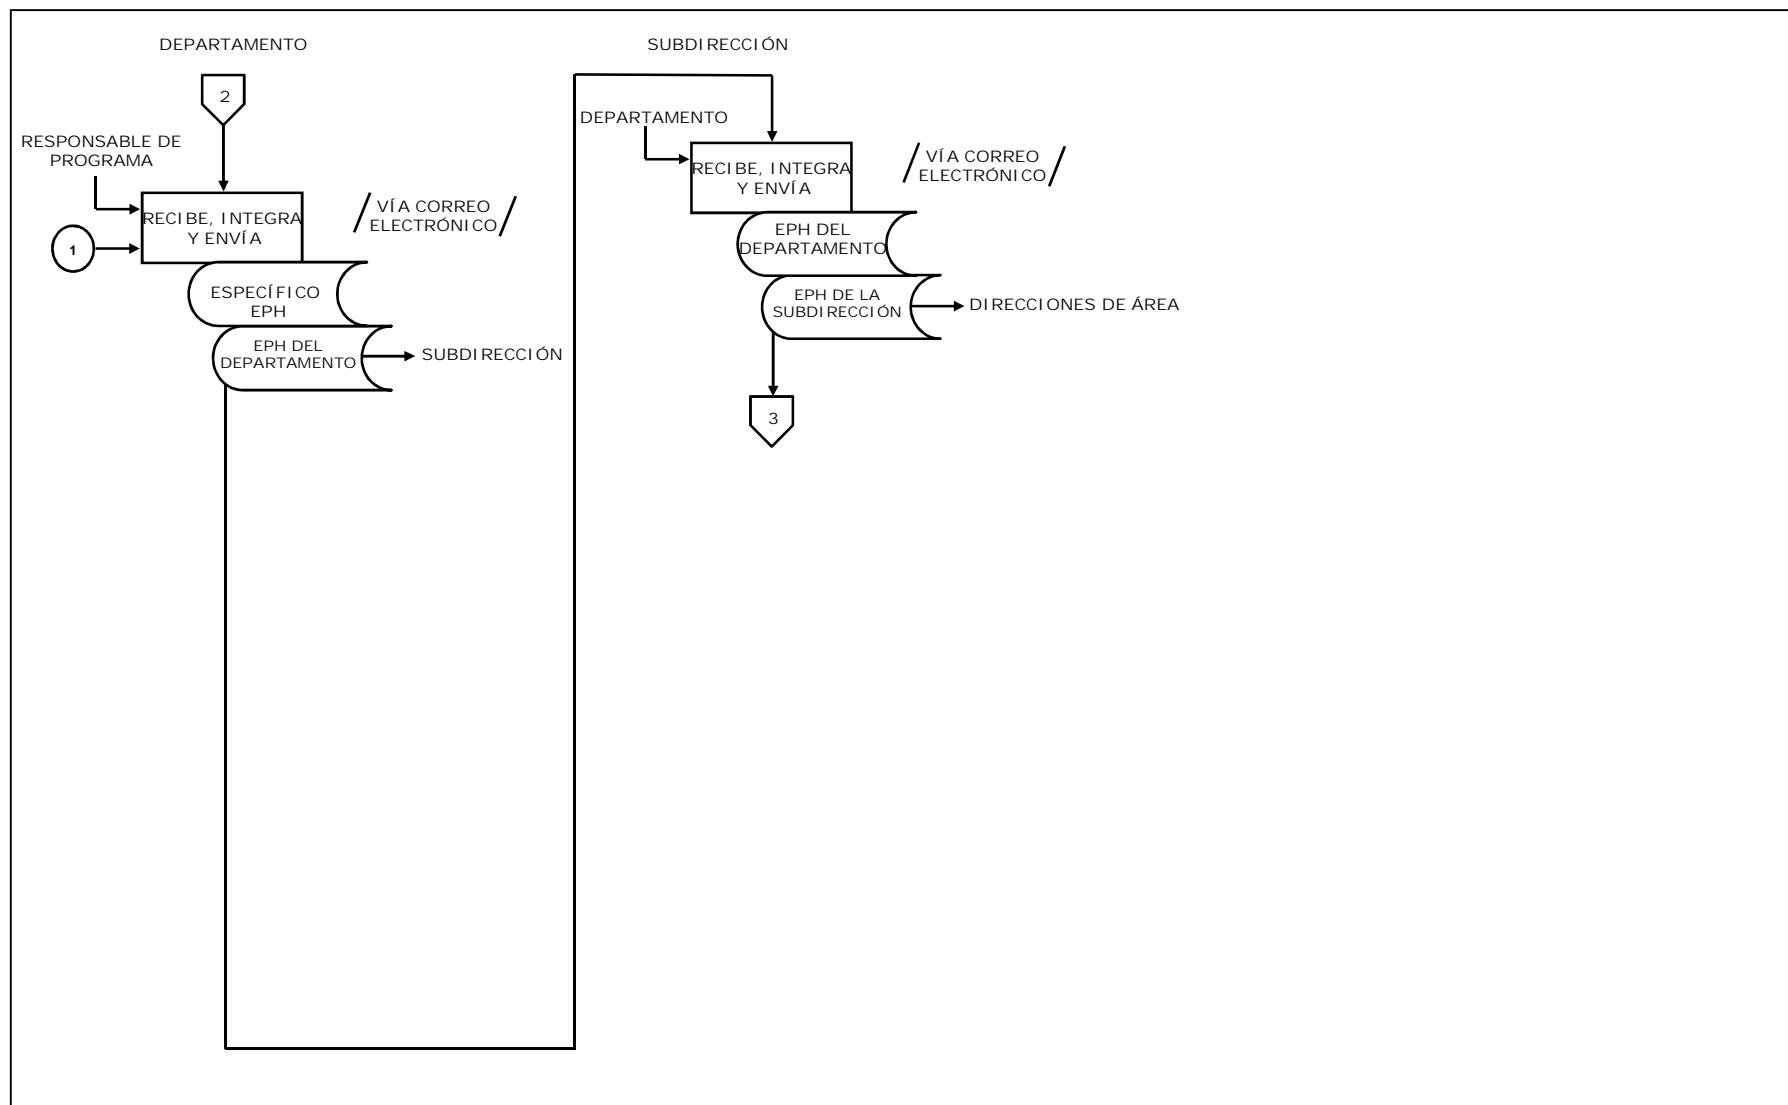 DEPARTAMENTO
2
RESPONSABLE DE
PROGRAMA
RECIBE, INTEGRA
Y ENVÍA
1
/ VÍA CORREO
ELECTRÓNICO /
ESPECÍFICO
EPH
EPH DEL
DEPARTAMENTO
SUBDIRECCIÓN
SUBDIRECCIÓN
DEPARTAMENTO
RECIBE, INTEGRA
Y ENVÍA
/ VÍA CORREO
ELECTRÓNICO /
EPH DEL
DEPARTAMENTO
EPH DE LA
SUBDIRECCIÓN
DIRECCIONES DE ÁREA
3